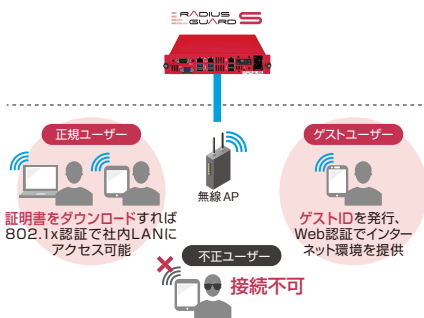 RADIUS
GUARD S
正規ユーザー
ゲストユーザー
無線AP
証明書をダウンロードすれば
802.1x認証で社内LANに
アクセス可能
ゲストIDを発行、
Web認証でインター
ネット環境を提供
不正ユーザー
接続不可